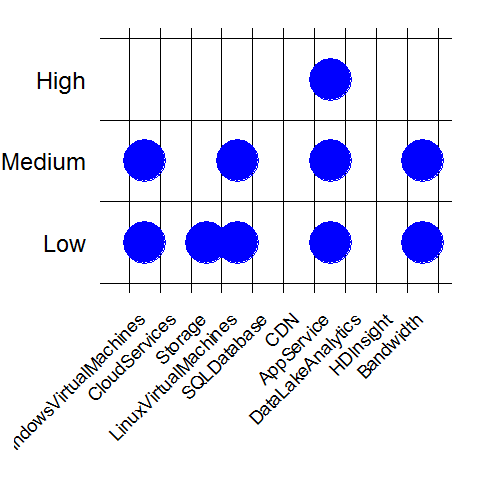 High
Medium
Low
ndowsVirtualMachines
CloudServices
Storage
LinuxVirtualMachines
SQLDatabase
CDN
AppService
DataLakeAnalytics
HDInsight
Bandwidth